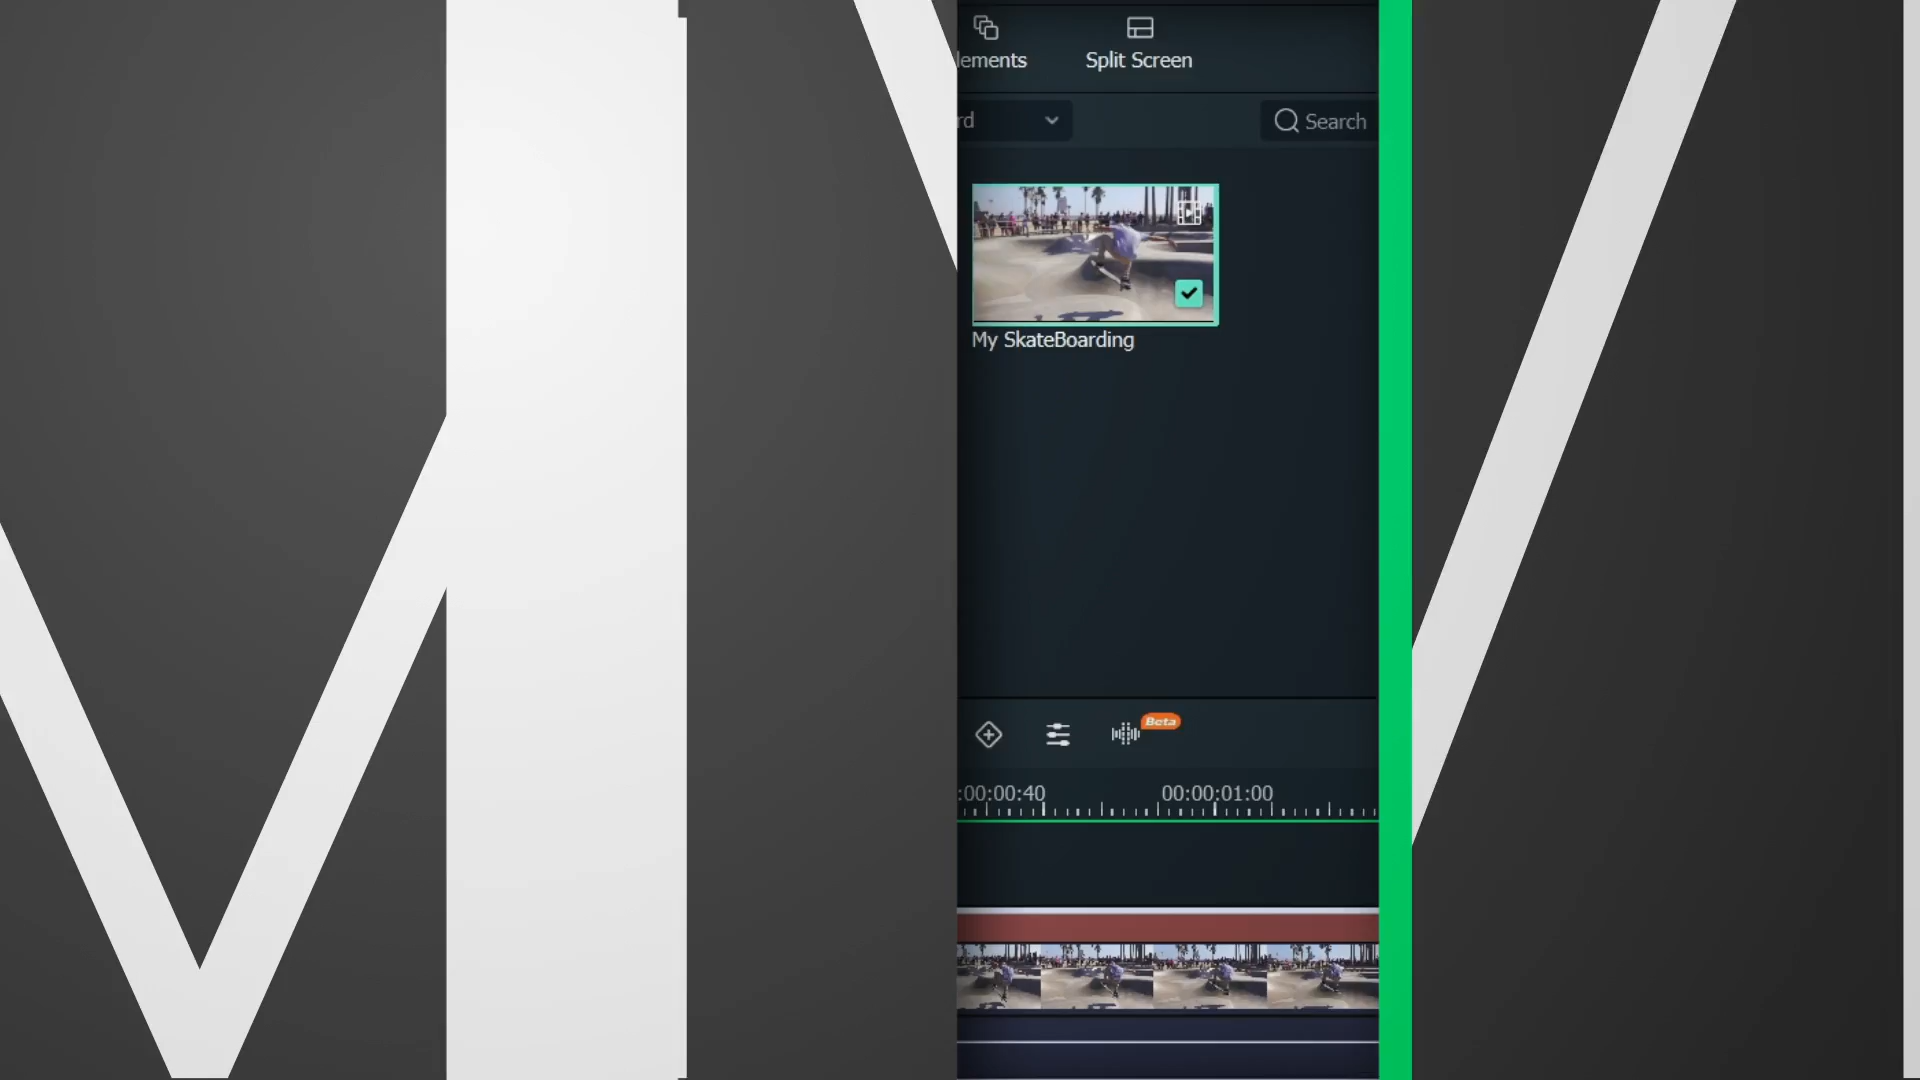 lements
Split Screen
rd
Search
My SkateBoarding
Beta
:00:00:40
00:00:01:00